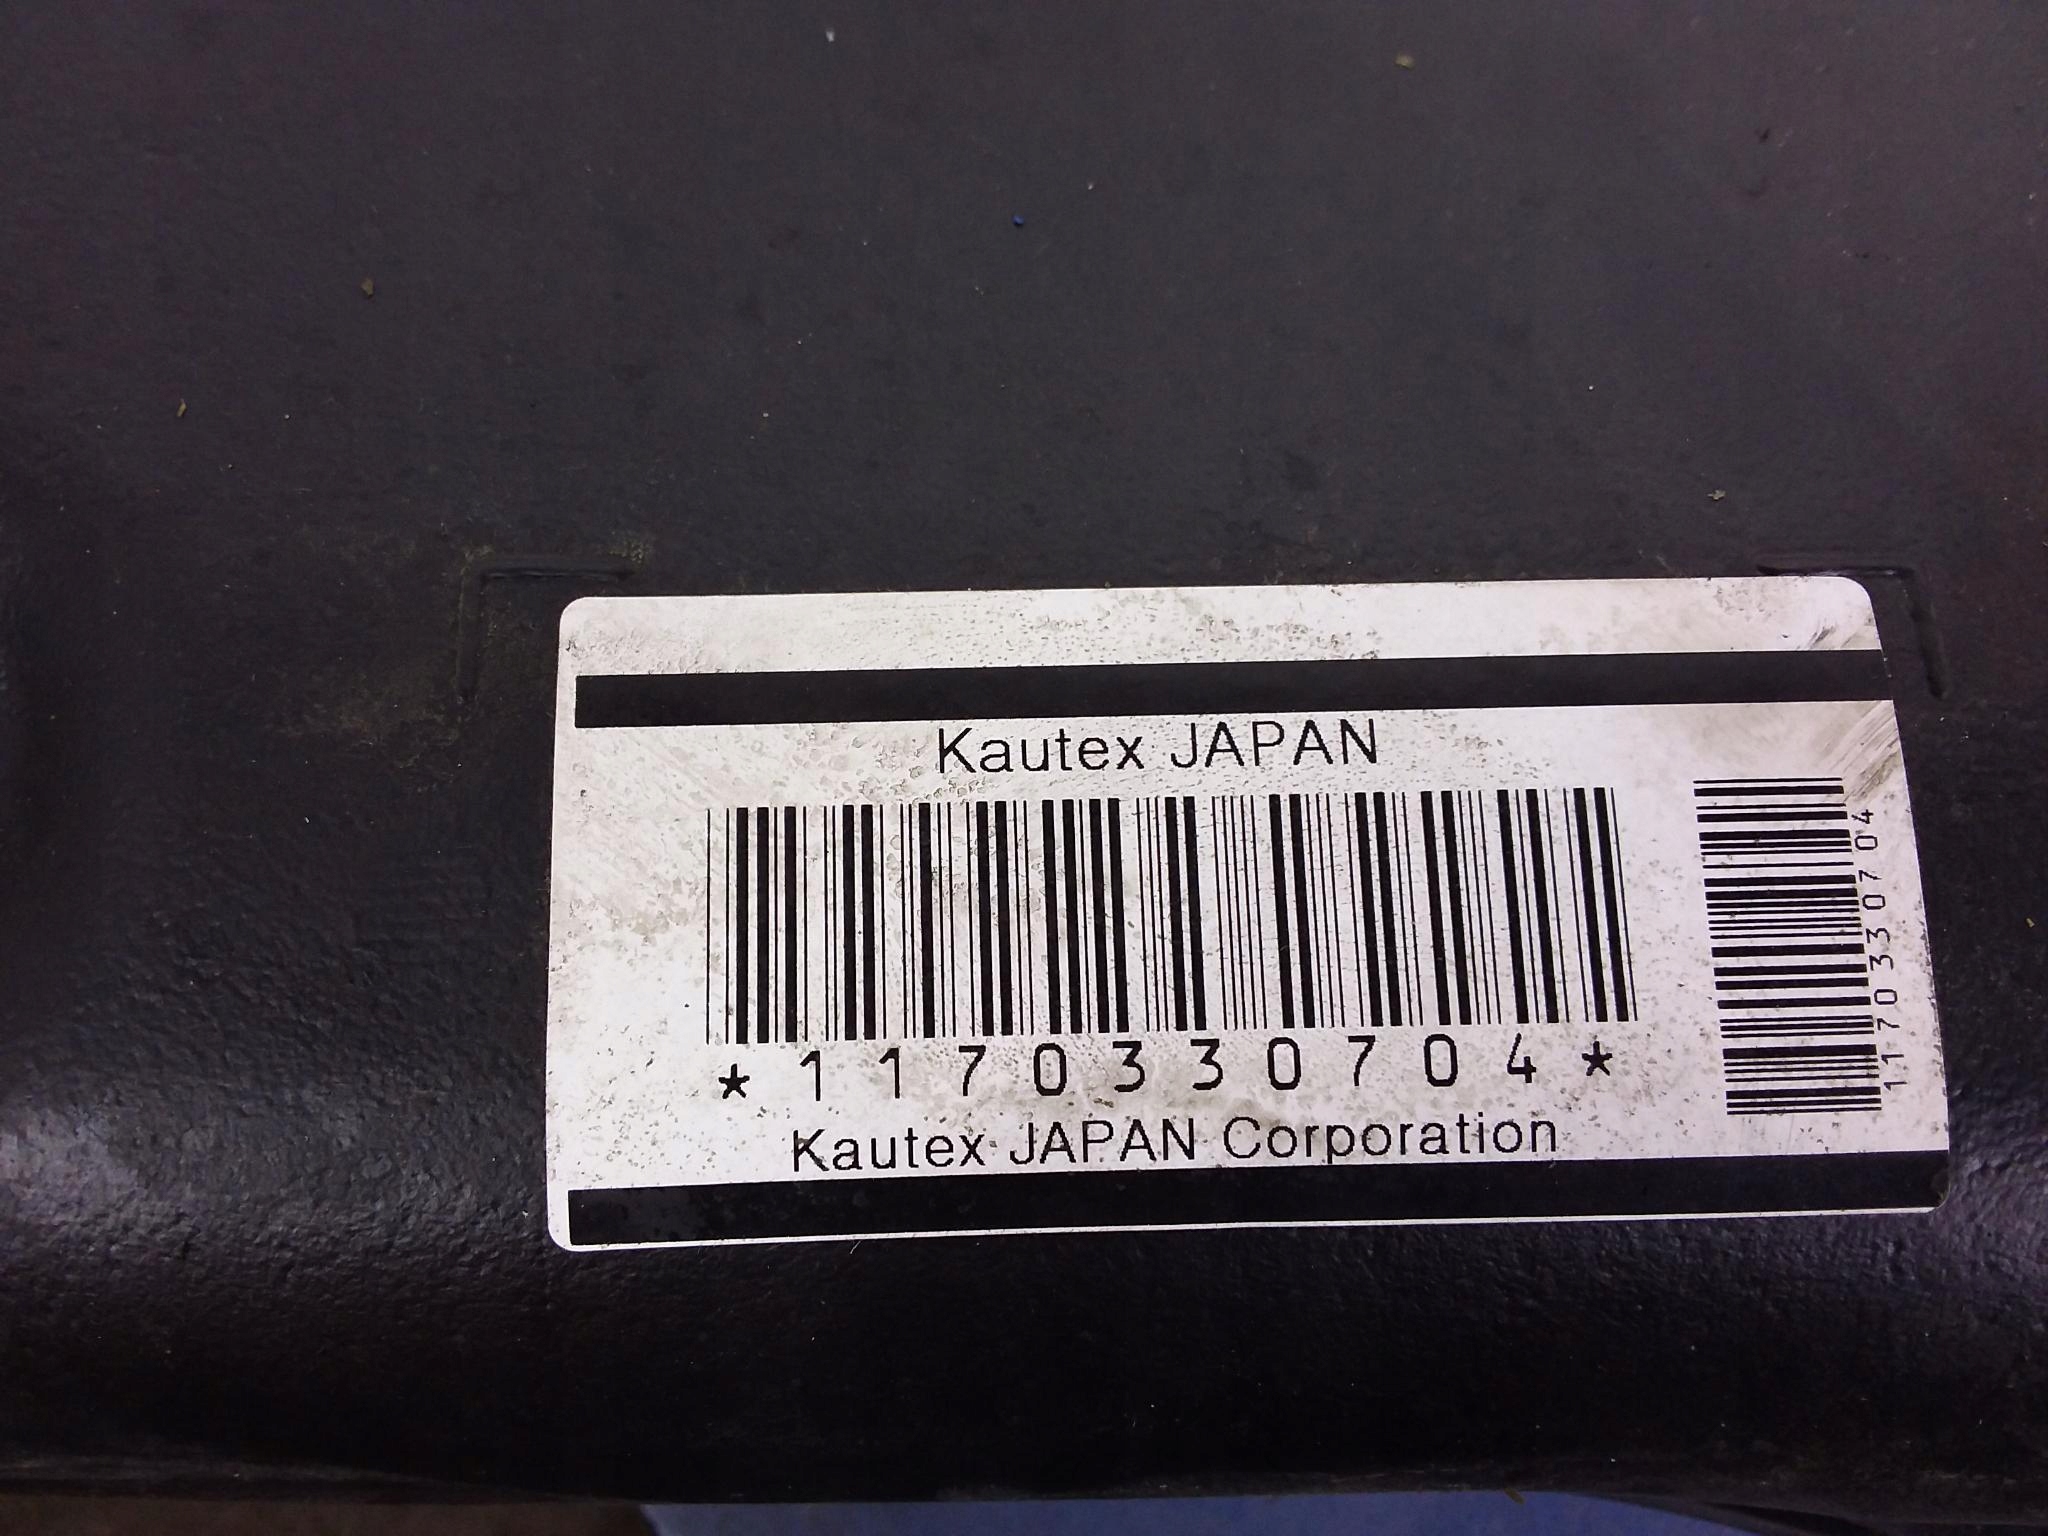 Kautex JAPAN
*1170330704*
Kautex JAPAN Corporation
1170330704